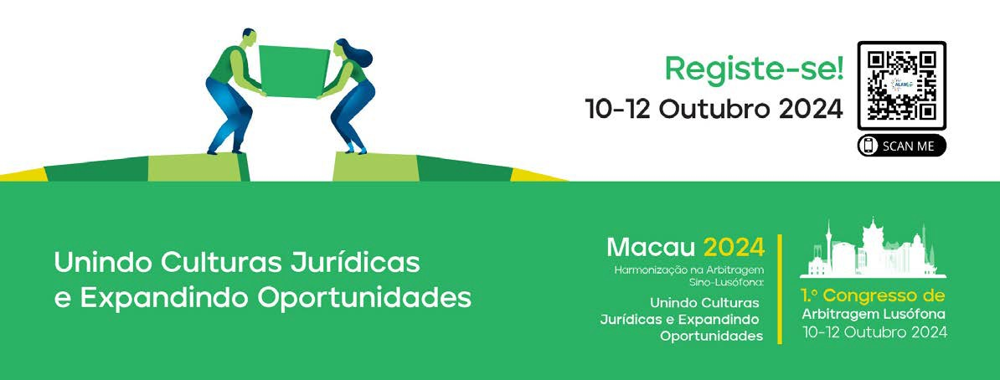 Registe-se!
10-12 Outubro 2024
SCAN ME
Unindo Culturas Jurídicas
e Expandindo Oportunidades
Macau 2024
Harmonização na Arbitragem
Sino-Lusófona:
Unindo Culturas
Jurídicas e Expandindo
Oportunidades
1.º Congresso de
Arbitragem Lusófona
10-12 Outubro 2024